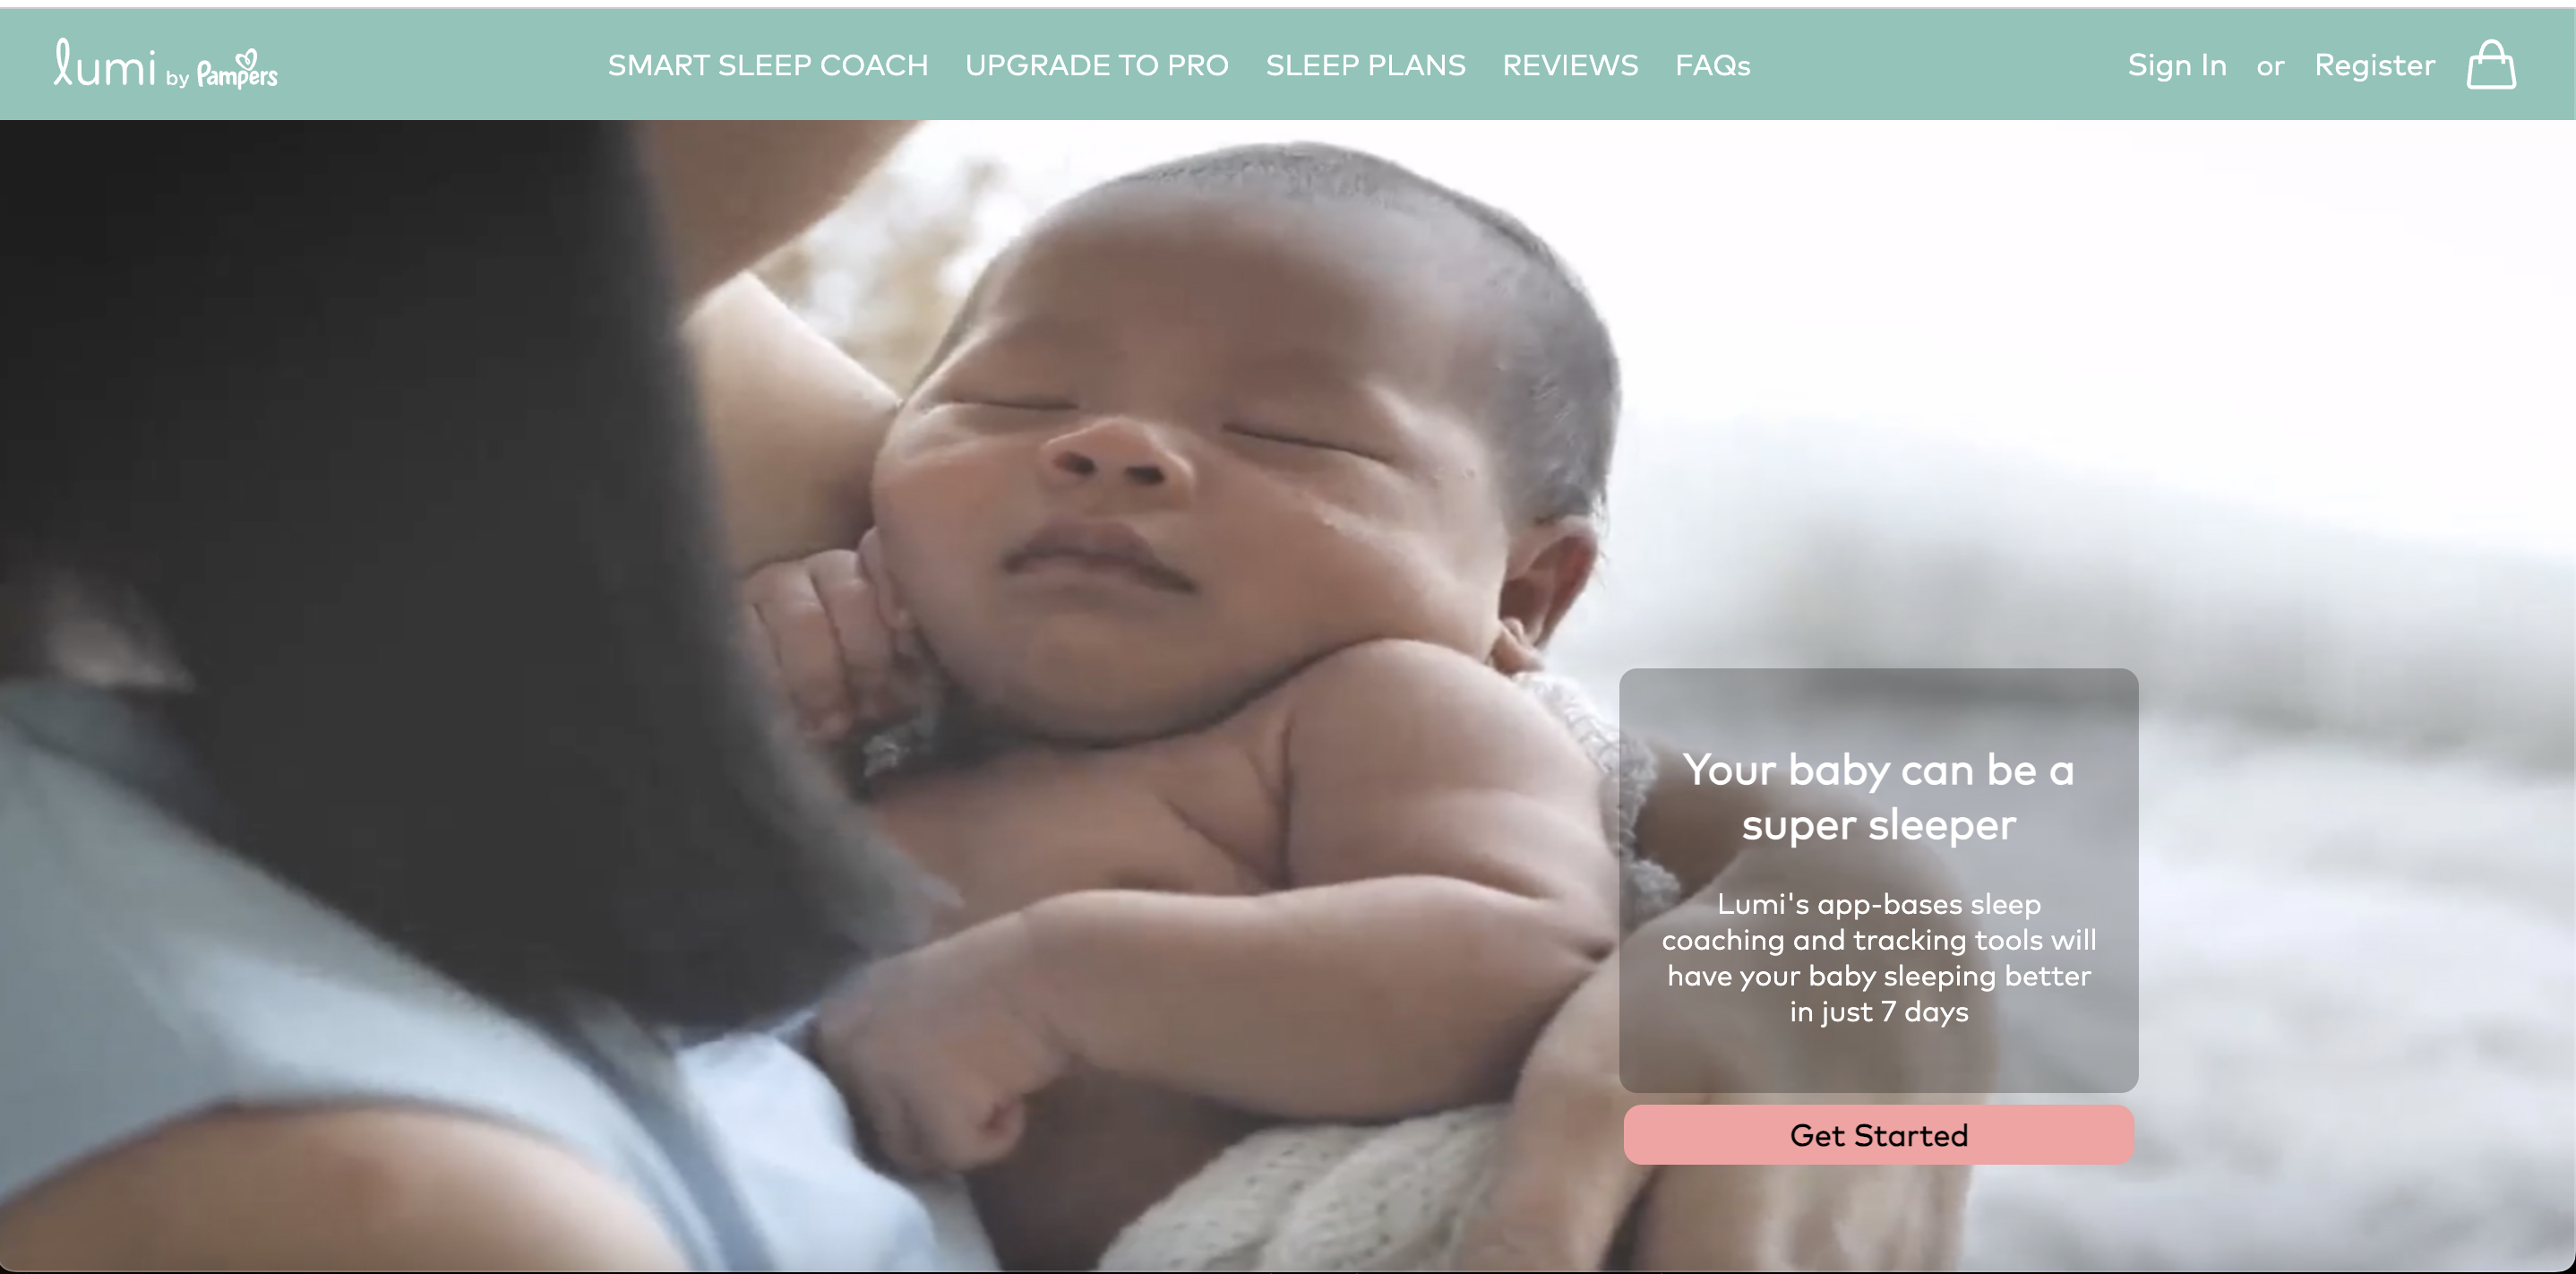 lumi by Pampers
SMART SLEEP COACH UPGRADE TO PRO SLEEP PLANS REVIEWS FAQs
Sign In or Register
Your baby can be a
super sleeper
Lumi's app-bases sleep
coaching and tracking tools will
have your baby sleeping better
in just 7 days
Get Started